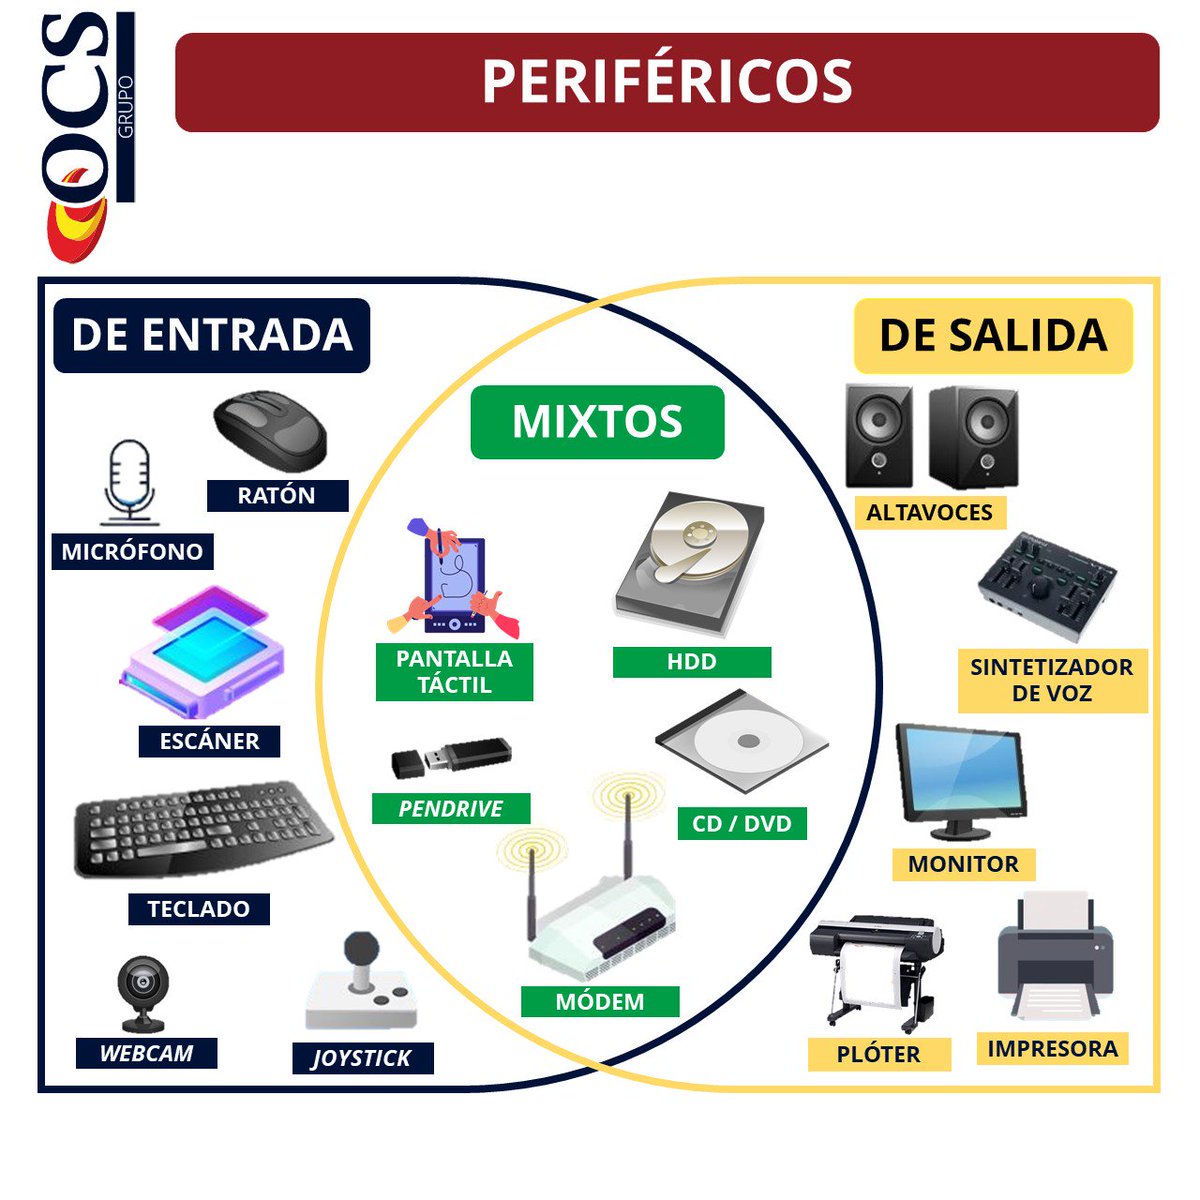 OCS
GRUPO
PERIFÉRICOS
DE ENTRADA
DE SALIDA
MIXTOS
RATÓN
MICRÓFONO
ESCÁNER
TECLADO
WEBCAM
JOYSTICK
PANTALLA
TÁCTIL
HDD
PENDRIVE
CD / DVD
MÓDEM
ALTAVOCES
SINTETIZADOR
DE VOZ
MONITOR
PLÓTER
IMPRESORA